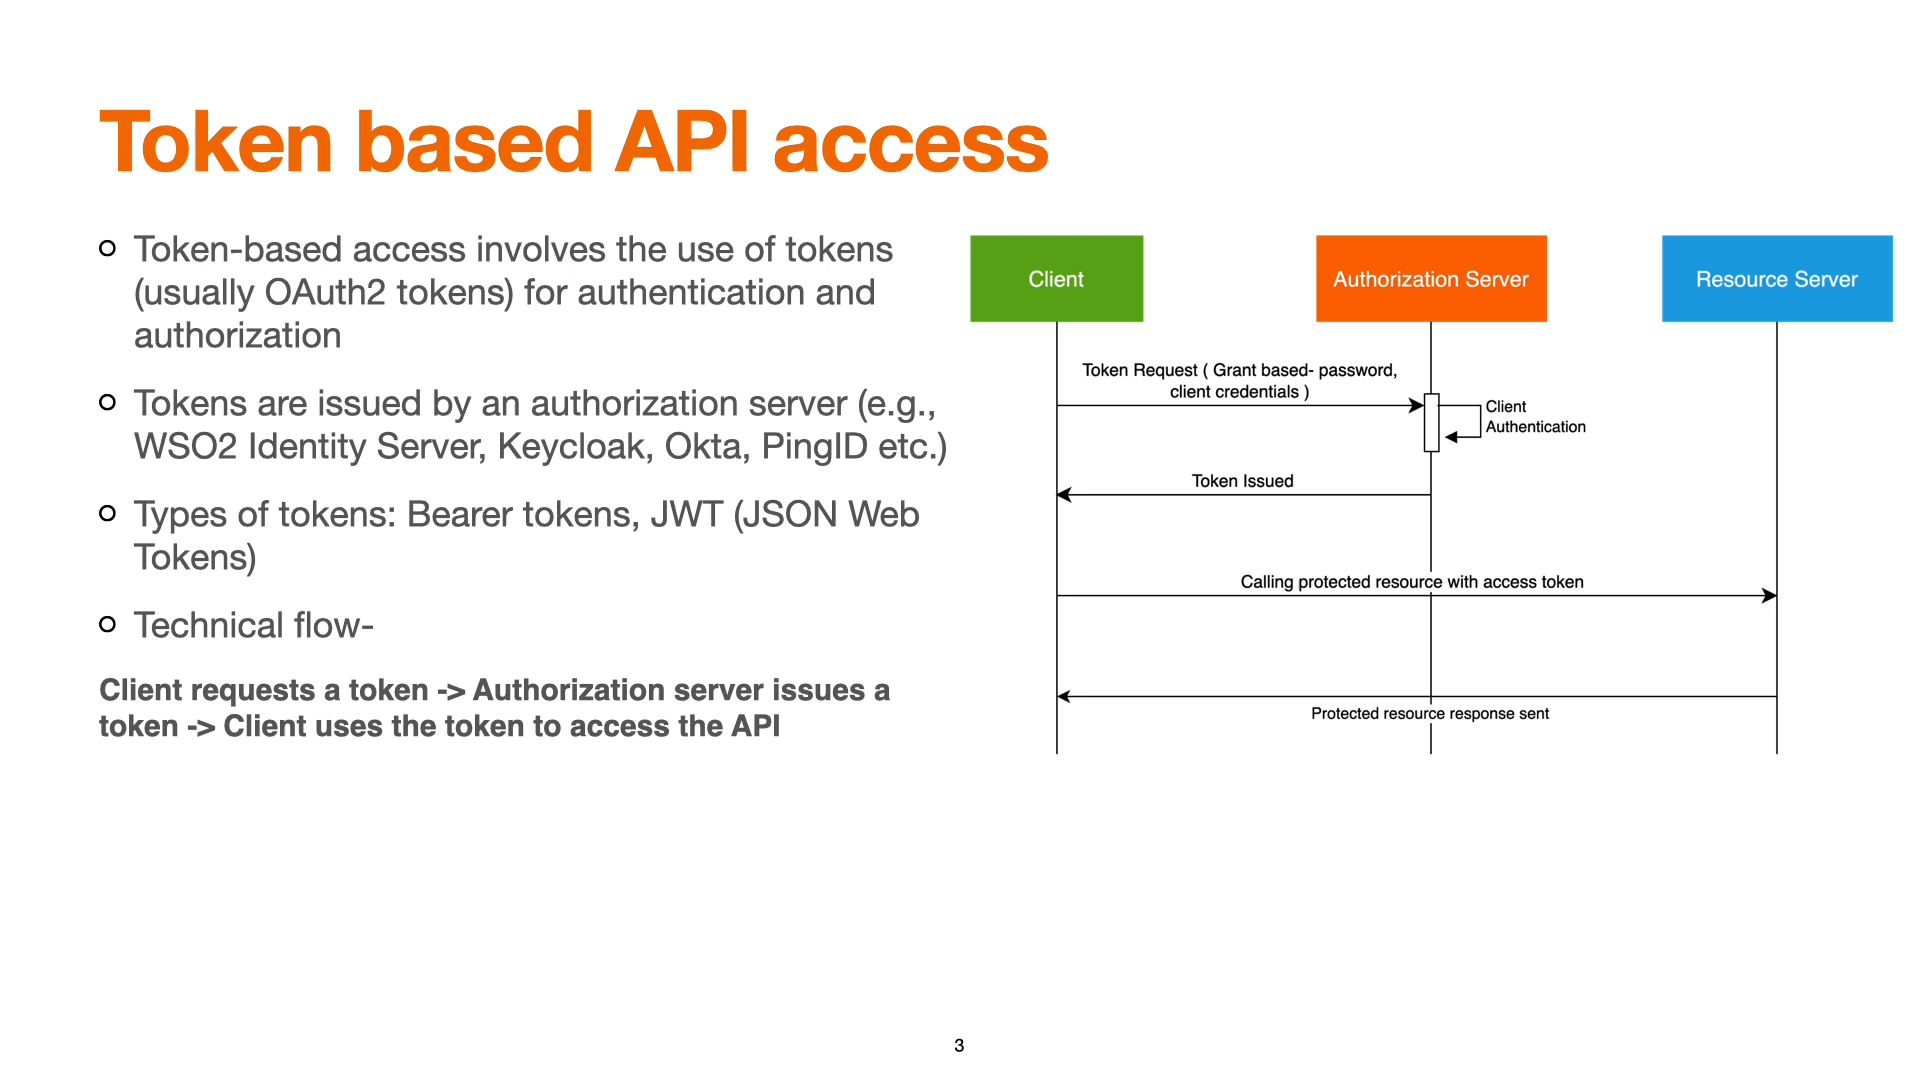 Token based API access
Token-based access involves the use of tokens
(usually OAuth2 tokens) for authentication and
authorization
Tokens are issued by an authorization server (e.g.,
WSO2 Identity Server, Keycloak, Okta, PingID etc.)
Types of tokens: Bearer tokens, JWT (JSON Web
Tokens)
Technical flow-
Client requests a token -> Authorization server issues a
token -> Client uses the token to access the API
Client
Authorization Server
Resource Server
Token Request ( Grant based- password,
client credentials )
Client
Authentication
Token Issued
Calling protected resource with access token
Protected resource response sent
3